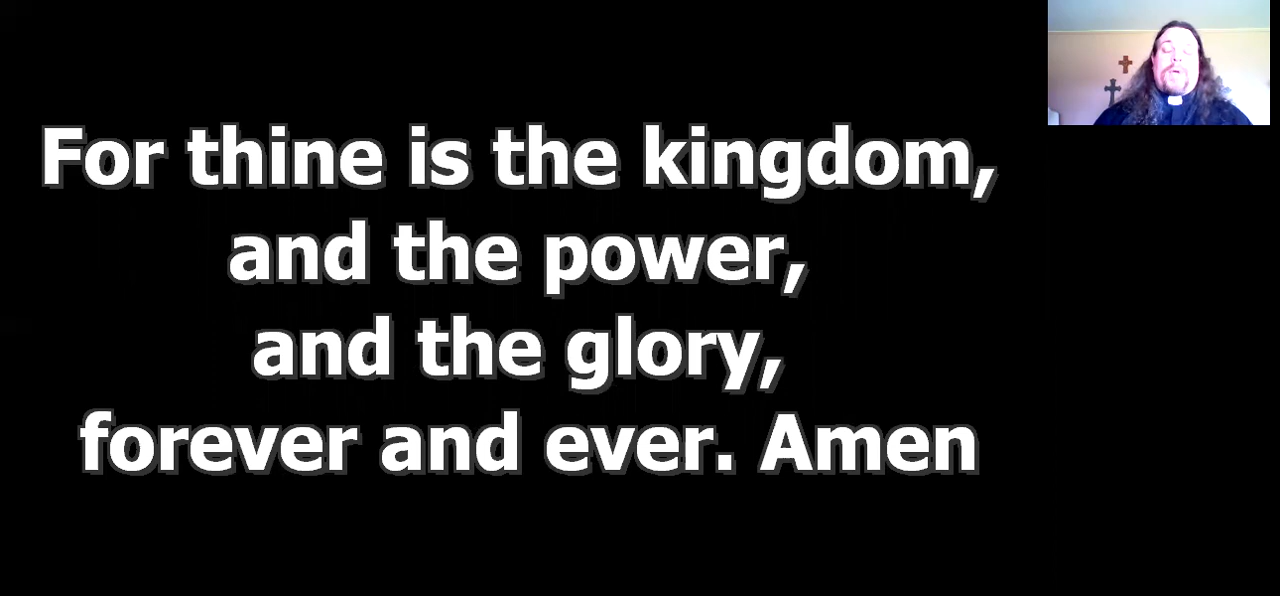 For thine is the kingdom,
and the power,
and the glory,
forever and ever. Amen